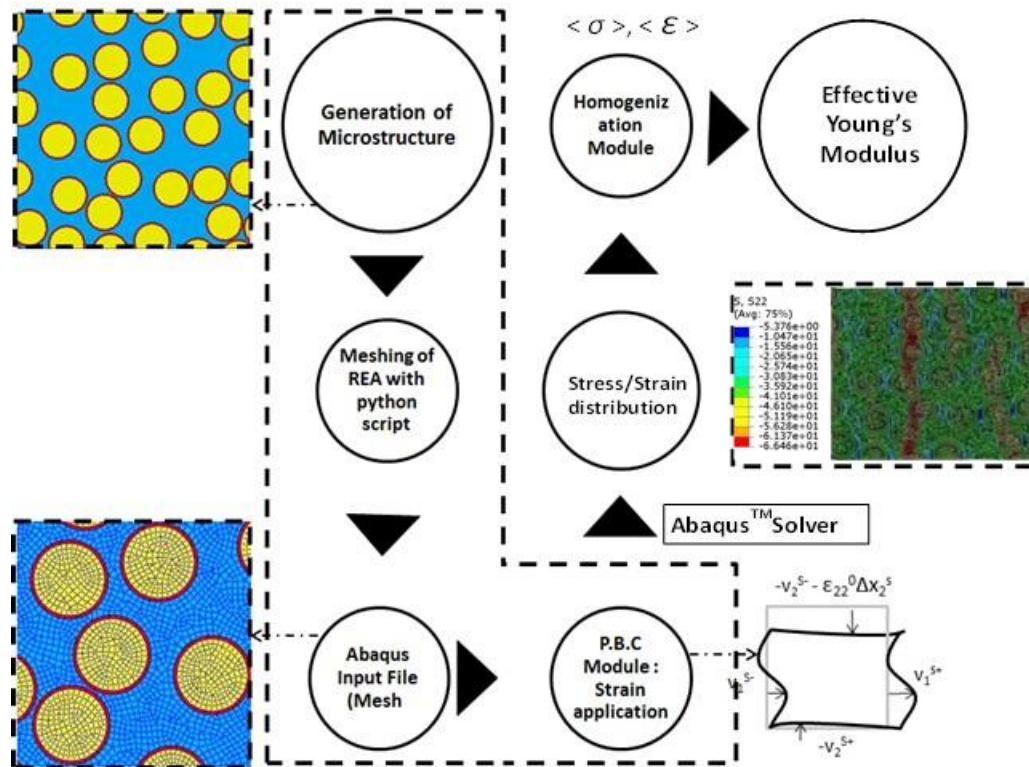 Generation of
Microstructure
Meshing of
REA with
python
script
Abaqus
Input File
(Mesh
P.B.C
Module :
Strain
application
-v₂ˢ⁻ - ε₂₂⁰Δx₂ˢ
v₁ˢ⁻
v₁ˢ⁺
-v₂ˢ⁺
Abaqus™Solver
Stress/Strain
distribution
S, S22
(Avg: 75%)
-5.376e+00
-1.047e+01
-1.556e+01
-2.065e+01
-2.574e+01
-3.083e+01
-3.592e+01
-4.101e+01
-4.610e+01
-5.119e+01
-5.628e+01
-6.137e+01
-6.646e+01
< σ >, < ε >
Homogeniz
ation
Module
Effective
Young's
Modulus